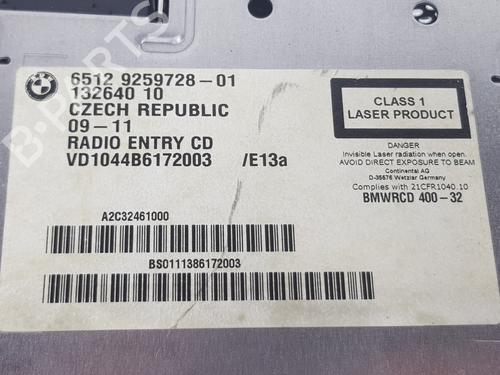 BMW
6512 9259728-01
132640 10
CZECH REPUBLIC
09-11
RADIO ENTRY CD
VD1044B6172003 /E13a
CLASS 1
LASER PRODUCT
DANGER
Invisible Laser radiation when open.
AVOID DIRECT EXPOSURE TO BEAM
Continental AG
D-35576 Wetzlar Germany
Complies with 21CFR1040.10
BMWRCD 400-32
A2C32461000
BS0111386172003
B-PARTS